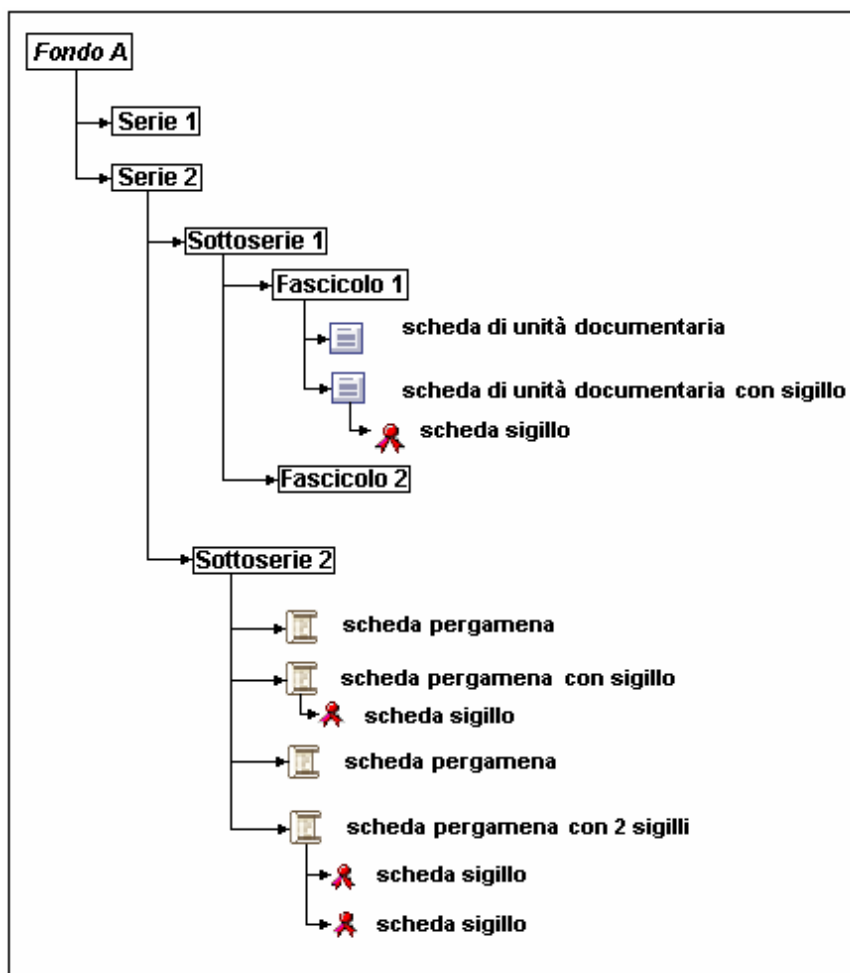 Fondo A
Serie 1
Serie 2
Sottoserie 1
Fascicolo 1
scheda di unità documentaria
scheda di unità documentaria con sigillo
scheda sigillo
Fascicolo 2
Sottoserie 2
scheda pergamena
scheda pergamena con sigillo
scheda sigillo
scheda pergamena
scheda pergamena con 2 sigilli
scheda sigillo
scheda sigillo